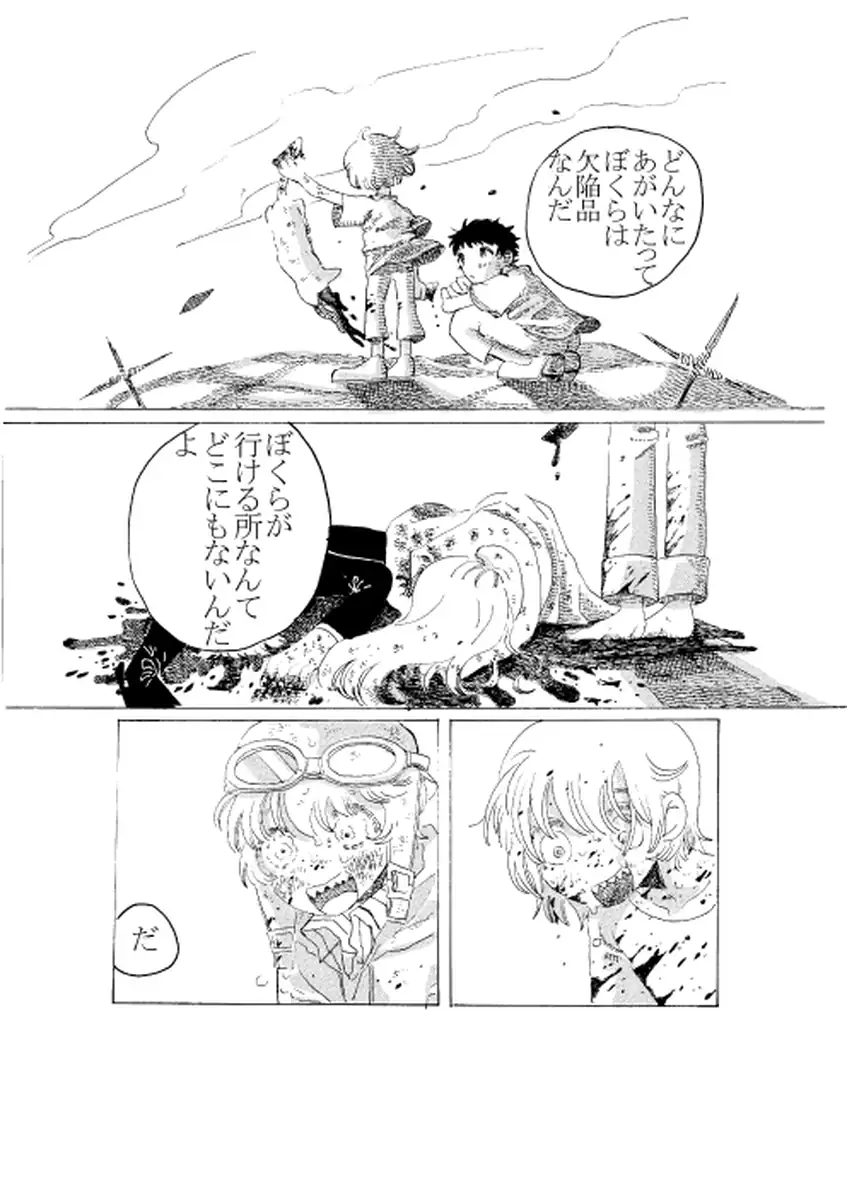 どんなに
あがいたって
ぼくらは
欠陥品
なんだ
ぼくらが
行ける所なんて
どこにもないんだ
よ
だ